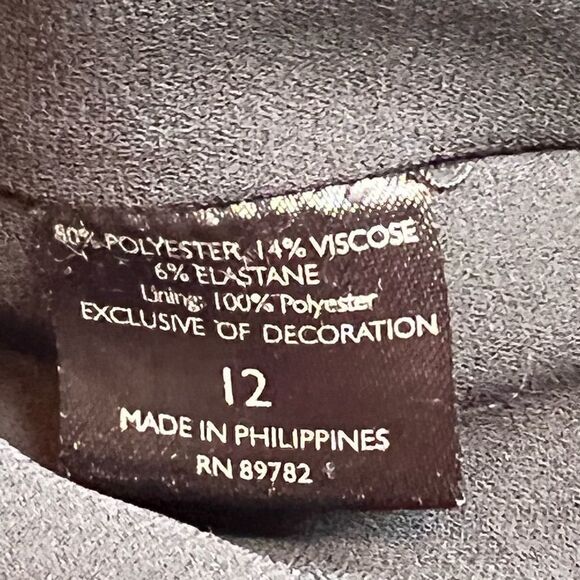 80% POLYESTER, 14% VISCOSE
6% ELASTANE
Lining: 100% Polyester
EXCLUSIVE OF DECORATION
12
MADE IN PHILIPPINES
RN 89782